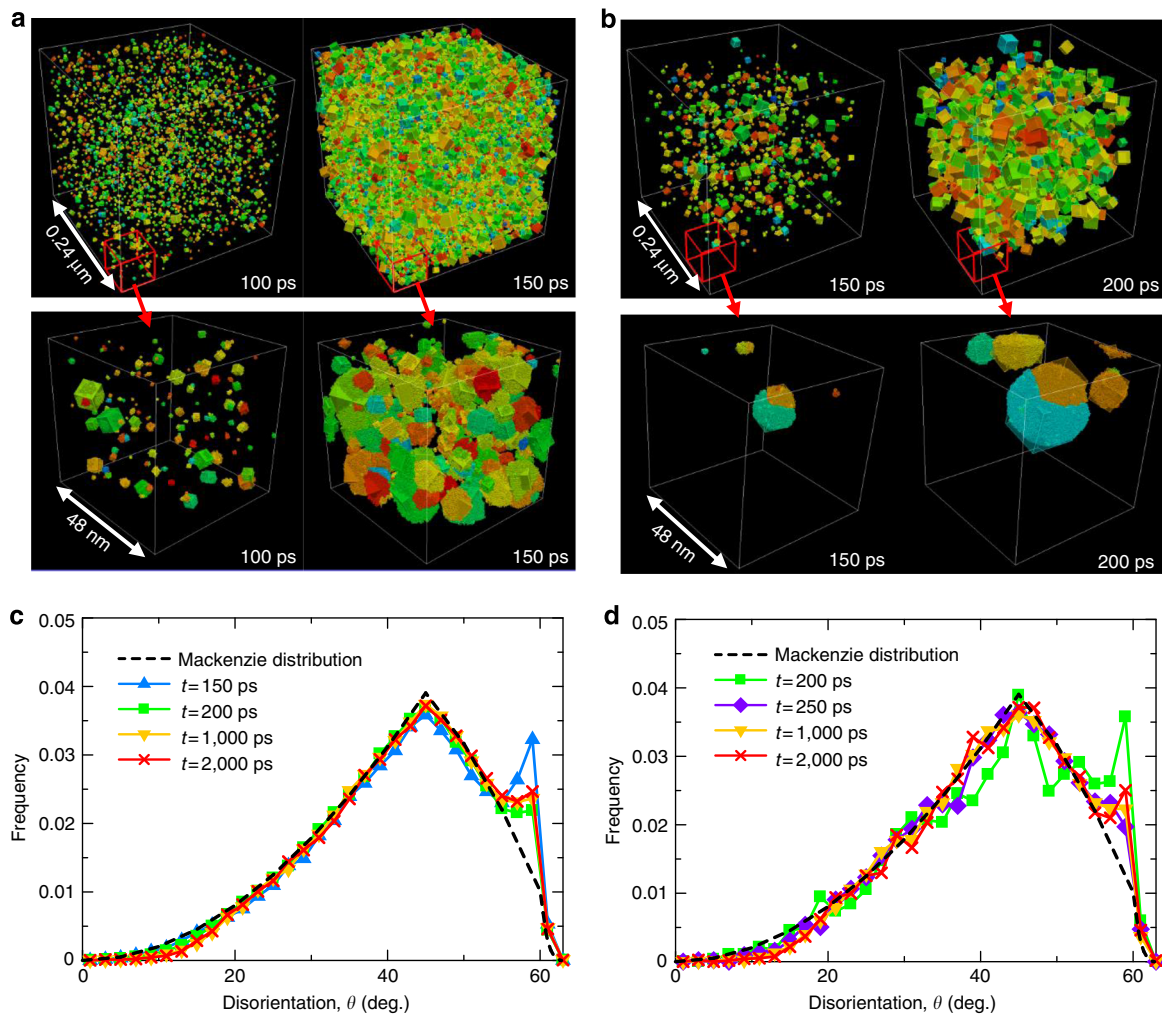 a
0.24 μm
100 ps
150 ps
48 nm
100 ps
150 ps
b
0.24 μm
150 ps
200 ps
48 nm
150 ps
200 ps
c
0.05
0.04
0.03
0.02
0.01
0
0
20
40
60
Frequency
Disorientation, θ (deg.)
Mackenzie distribution
t=150 ps
t=200 ps
t=1,000 ps
t=2,000 ps
d
0.05
0.04
0.03
0.02
0.01
0
0
20
40
60
Frequency
Disorientation, θ (deg.)
Mackenzie distribution
t=200 ps
t=250 ps
t=1,000 ps
t=2,000 ps